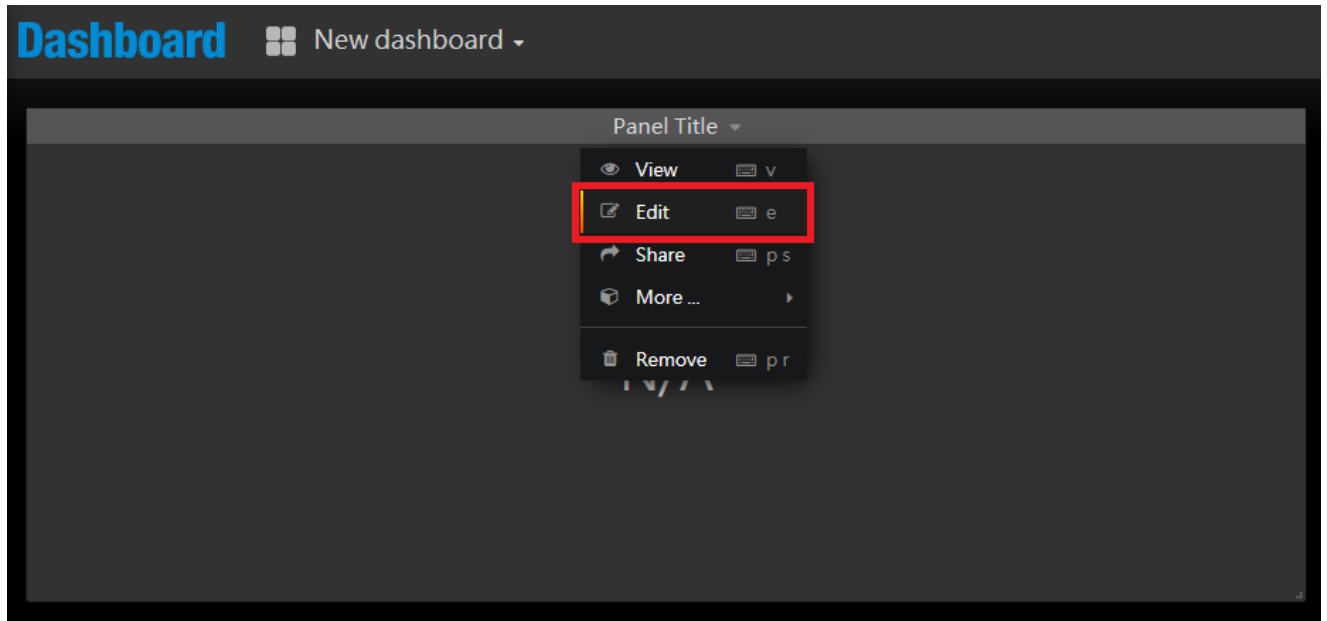 Dashboard New dashboard
Panel Title
View v
Edit e
Share p s
More ...
Remove p r
N/A